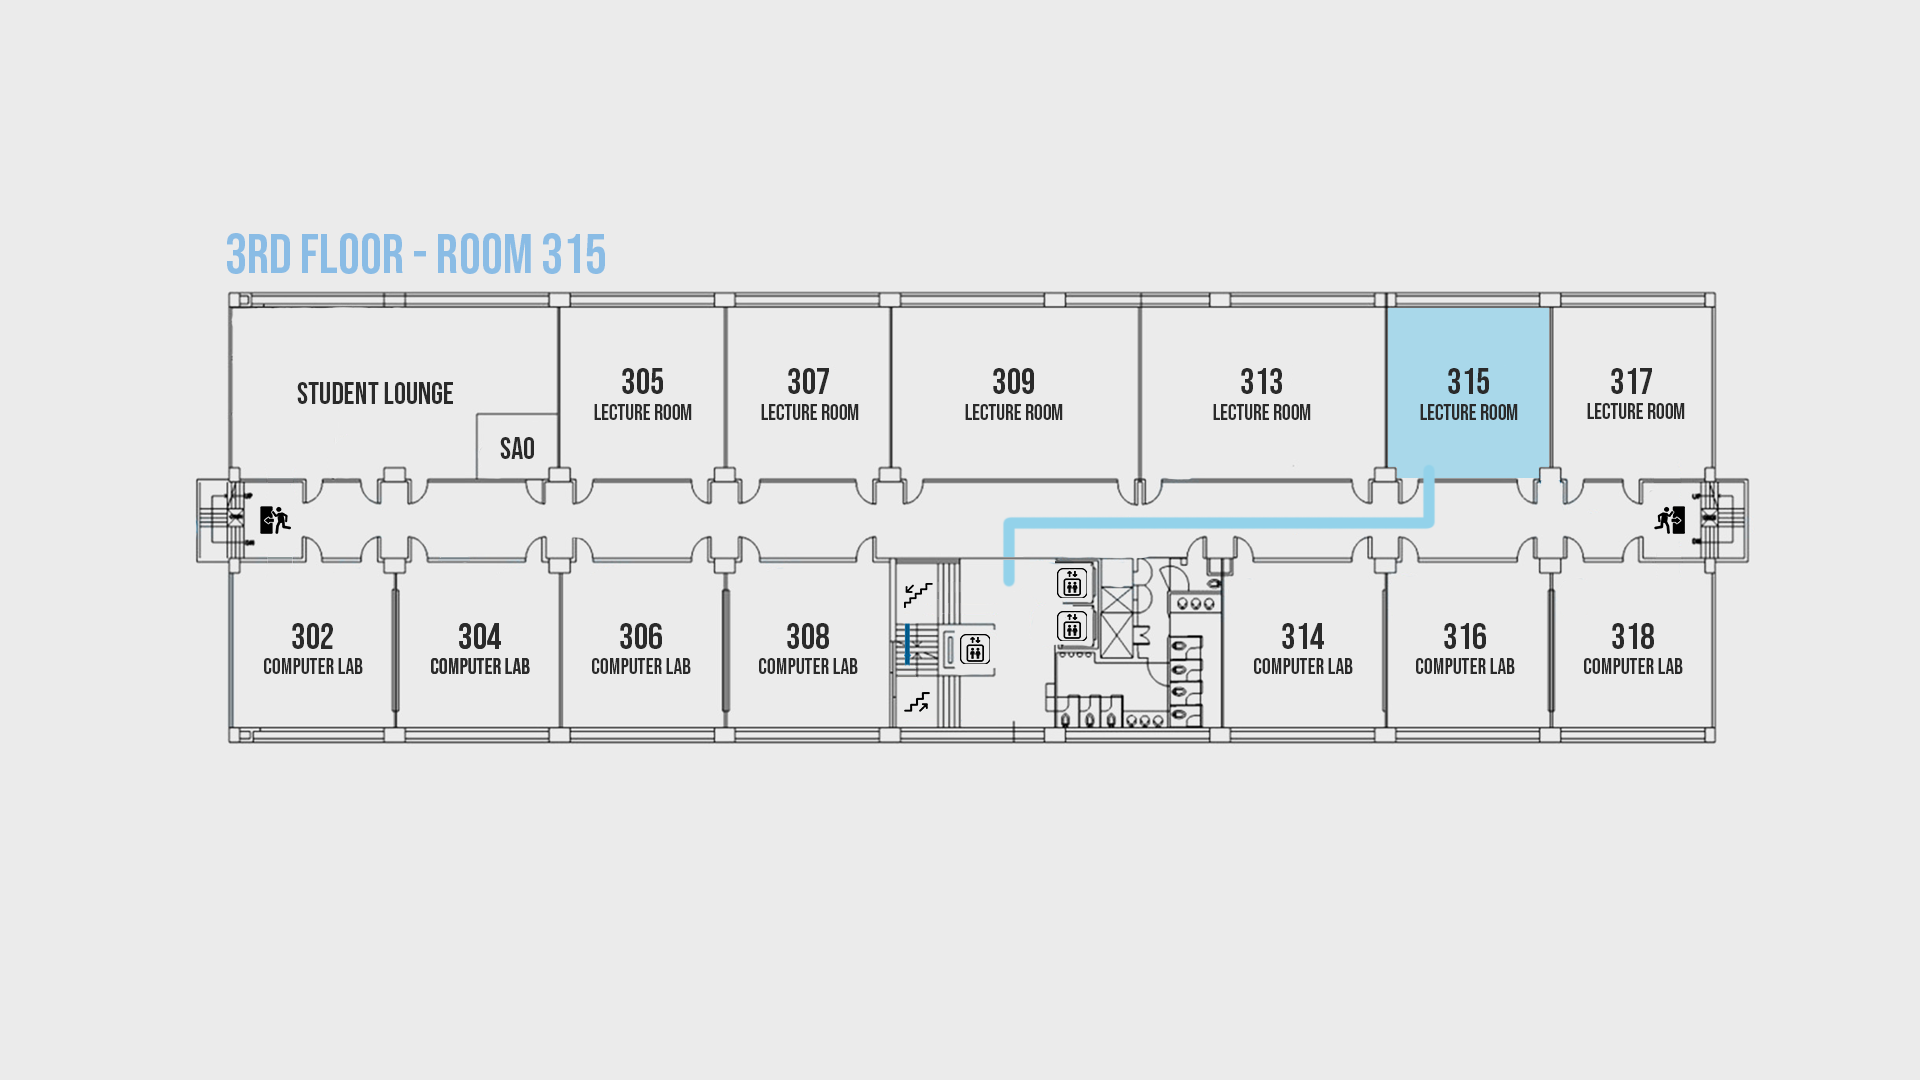 3RD FLOOR - ROOM 315
STUDENT LOUNGE
SAO
305
LECTURE ROOM
307
LECTURE ROOM
309
LECTURE ROOM
313
LECTURE ROOM
315
LECTURE ROOM
317
LECTURE ROOM
302
COMPUTER LAB
304
COMPUTER LAB
306
COMPUTER LAB
308
COMPUTER LAB
314
COMPUTER LAB
316
COMPUTER LAB
318
COMPUTER LAB